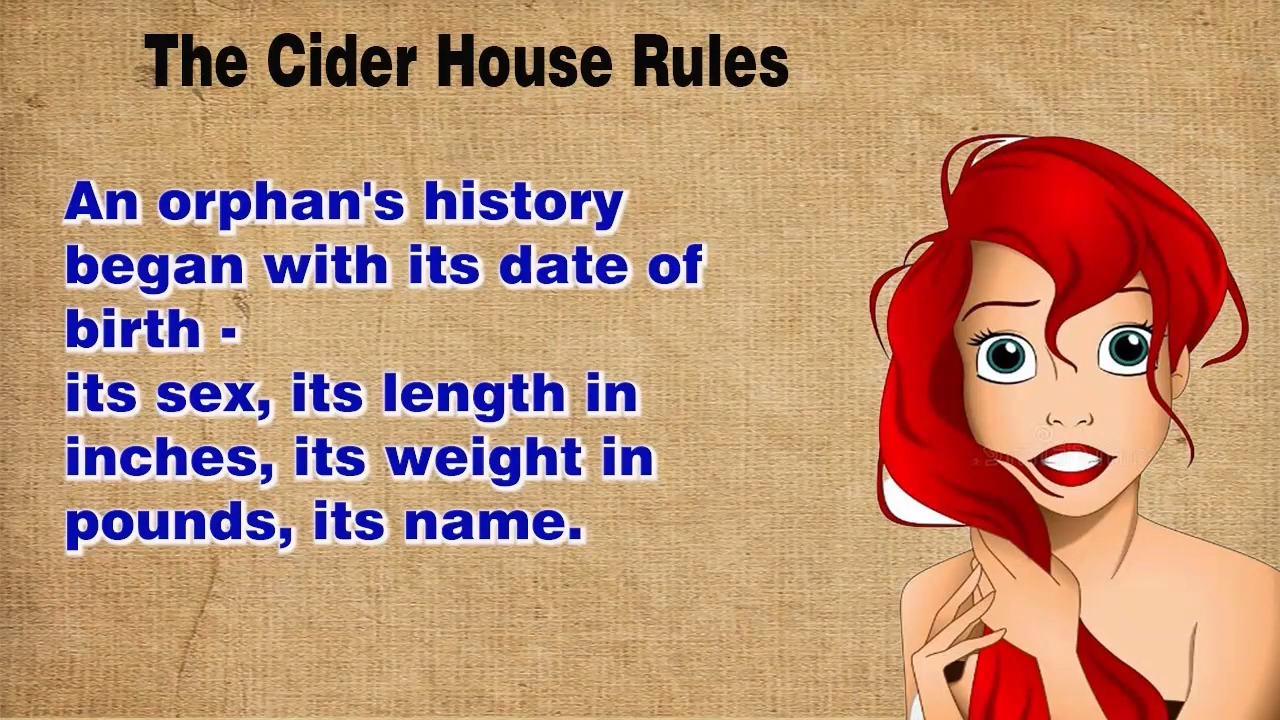 The Cider House Rules
An orphan's history
began with its date of
birth -
its sex, its length in
inches, its weight in
pounds, its name.